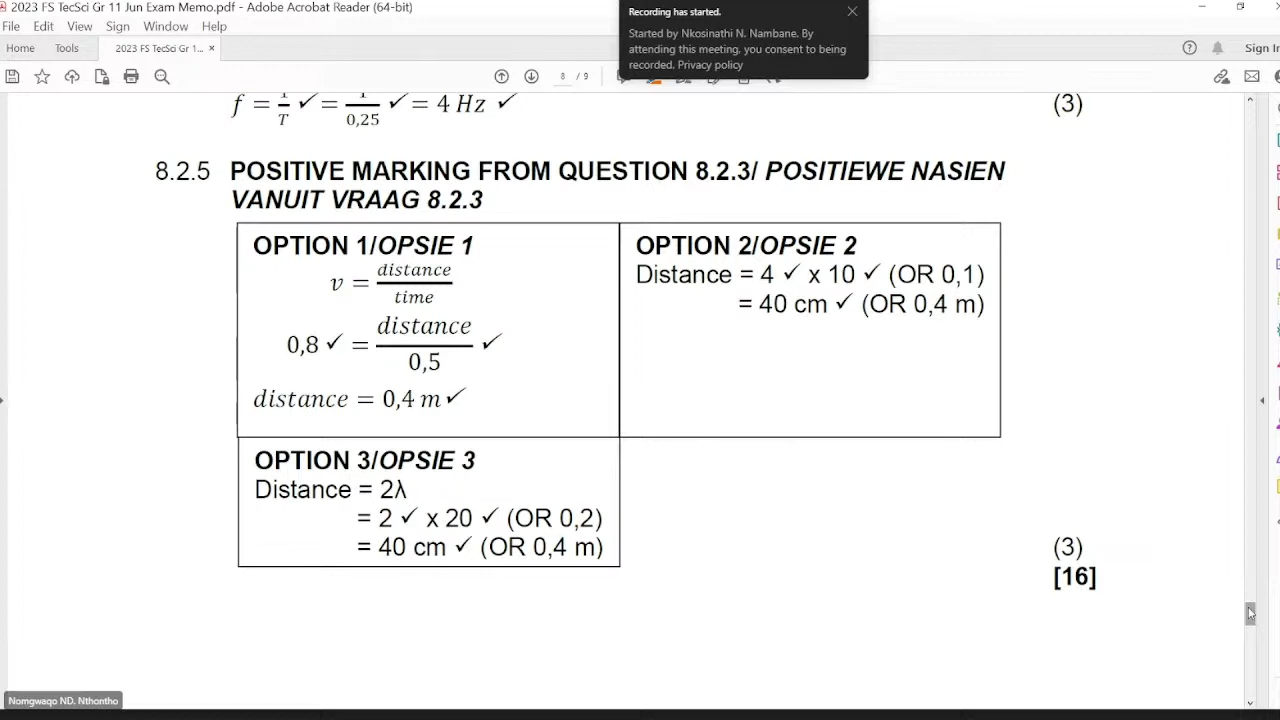 2023 FS TecSci Gr 11 Jun Exam Memo.pdf - Adobe Acrobat Reader (64-bit)
File Edit View Sign Window Help
Home Tools 2023 FS TecSci Gr 1... × Sign In
8 / 9
Recording has started.
Started by Nkosinathi N. Nambane. By
attending this meeting, you consent to being
recorded. Privacy policy
f = 1/T ✓ = 1/0,25 ✓ = 4 Hz ✓ (3)
8.2.5 POSITIVE MARKING FROM QUESTION 8.2.3/ POSITIEWE NASIEN
VANUIT VRAAG 8.2.3
OPTION 1/OPSIE 1
v = distance/time
0,8 ✓ = distance/0,5 ✓
distance = 0,4 m ✓
OPTION 2/OPSIE 2
Distance = 4 ✓ x 10 ✓ (OR 0,1)
= 40 cm ✓ (OR 0,4 m)
OPTION 3/OPSIE 3
Distance = 2λ
= 2 ✓ x 20 ✓ (OR 0,2)
= 40 cm ✓ (OR 0,4 m)
(3)
[16]
Nomgwaqo ND. Nthontho